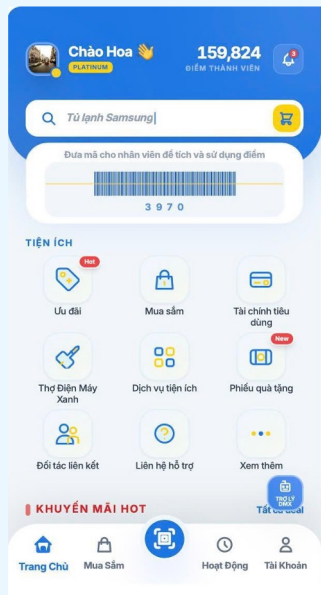 Chào Hoa 👋
PLATINUM
159,824
ĐIỂM THÀNH VIÊN
3
Tủ lạnh Samsung
Đưa mã cho nhân viên để tích và sử dụng điểm
3970
TIỆN ÍCH
Hot
Ưu đãi
Mua sắm
Tài chính tiêu
dùng
New
Thợ Điện Máy
Xanh
Dịch vụ tiện ích
Phiếu quà tặng
Đối tác liên kết
Liên hệ hỗ trợ
Xem thêm
TRỢ LÝ
DMX
KHUYẾN MÃI HOT
Tất cả deal
Trang Chủ
Mua Sắm
Hoạt Động
Tài Khoản